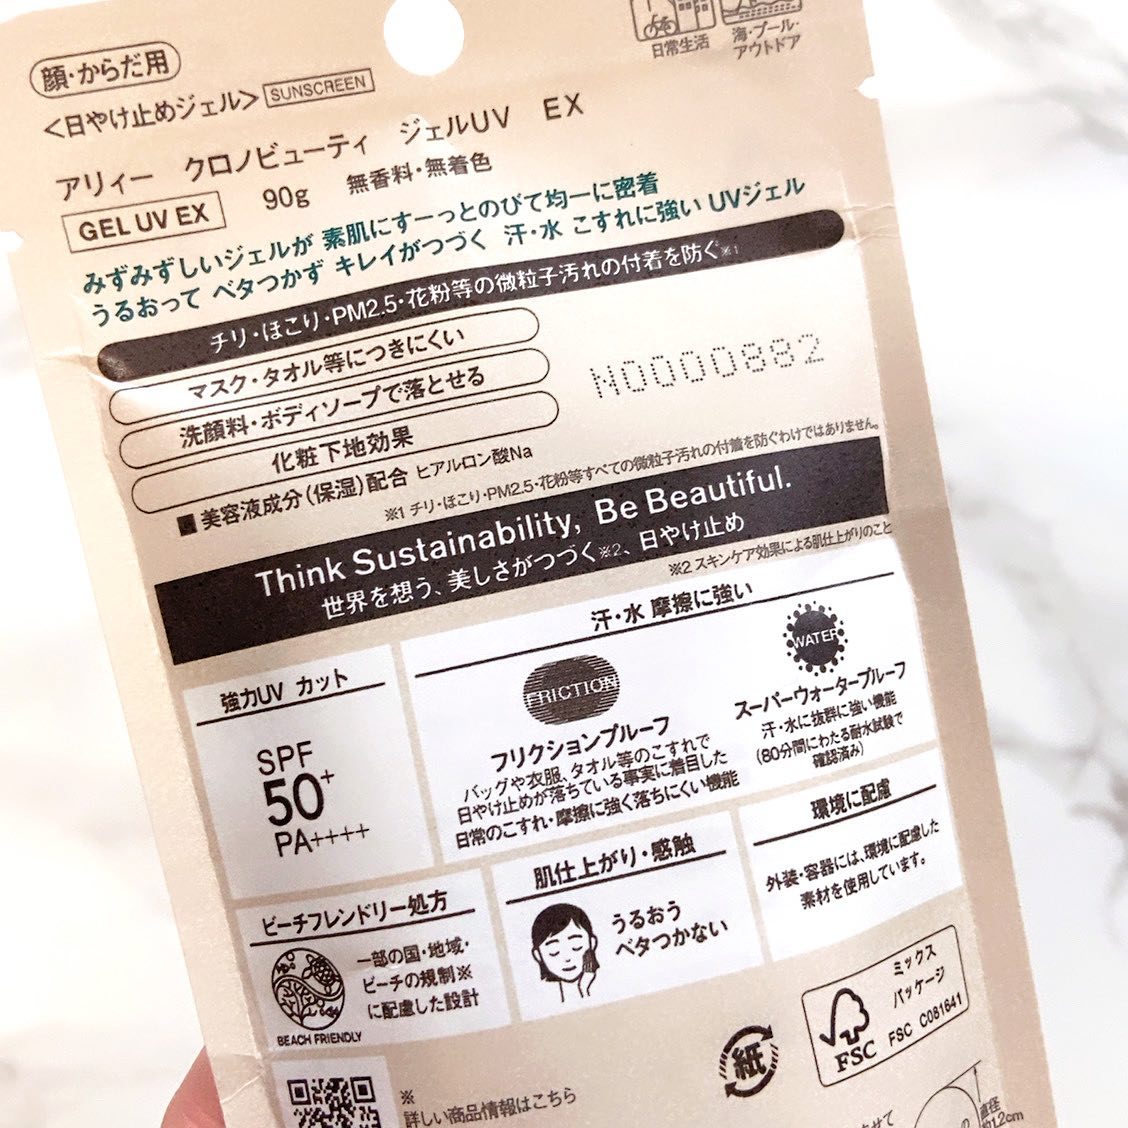 顔・からだ用
日常生活
海・プール・
アウトドア
<日やけ止めジェル> SUNSCREEN
アリィー クロノビューティ ジェルUV EX
GEL UV EX 90g 無香料・無着色
みずみずしいジェルが 素肌にすーっとのびて均一に密着
うるおって ベタつかず キレイがつづく 汗・水 こすれに強い UVジェル
チリ・ほこり・PM2.5・花粉等の微粒子汚れの付着を防ぐ※1
マスク・タオル等につきにくい
洗顔料・ボディソープで落とせる
化粧下地効果
N0000882
■ 美容液成分(保湿)配合 ヒアルロン酸Na
※1 チリ・ほこり・PM2.5・花粉等すべての微粒子汚れの付着を防ぐわけではありません。
Think Sustainability, Be Beautiful.
世界を想う、美しさがつづく※2、日やけ止め
※2 スキンケア効果による肌仕上がりのこと
強力UV カット
SPF
50+
PA++++
汗・水 摩擦に強い
FRICTION
フリクションプルーフ
バッグや衣服、タオル等のこすれで
日やけ止めが落ちている事実に着目した
日常のこすれ・摩擦に強く落ちにくい機能
WATER
スーパーウォータープルーフ
汗・水に抜群に強い機能
(80分間にわたる耐水試験で
確認済み)
ビーチフレンドリー処方
一部の国・地域・
ビーチの規制※
に配慮した設計
BEACH FRIENDLY
肌仕上がり・感触
うるおう
ベタつかない
環境に配慮
外装・容器には、環境に配慮した
素材を使用しています。
紙
FSC
ミックス
パッケージ
FSC C081641
※
詳しい商品情報はこちら
直径
約1.2cm